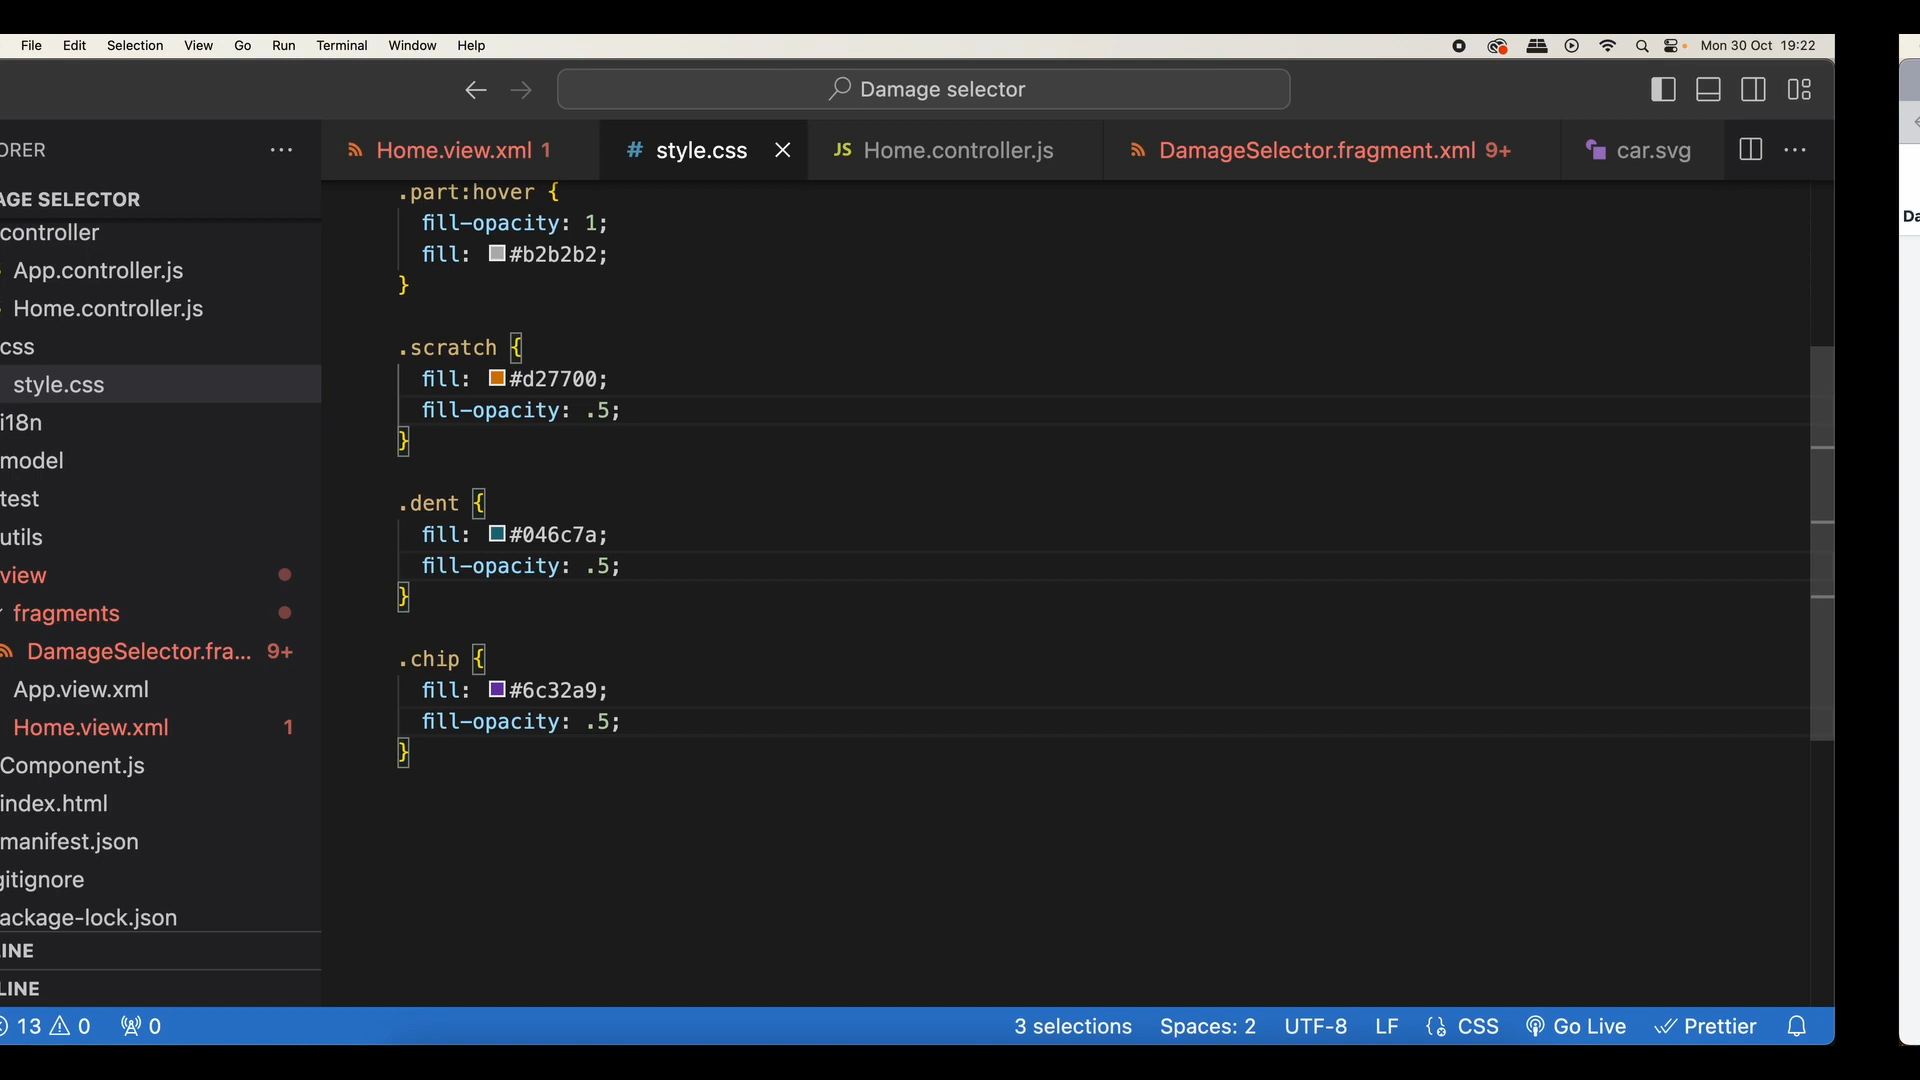 File Edit Selection View Go Run Terminal Window Help Mon 30 Oct 19:22
Damage selector
ORER
AGE SELECTOR
controller
App.controller.js
Home.controller.js
css
style.css
i18n
model
test
utils
view
fragments
DamageSelector.fra... 9+
App.view.xml
Home.view.xml 1
Component.js
index.html
manifest.json
gitignore
ackage-lock.json
INE
LINE
Home.view.xml 1 # style.css JS Home.controller.js DamageSelector.fragment.xml 9+ car.svg
.part:hover {
fill-opacity: 1;
fill: #b2b2b2;
}
.scratch {
fill: #d27700;
fill-opacity: .5;
}
.dent {
fill: #046c7a;
fill-opacity: .5;
}
.chip {
fill: #6c32a9;
fill-opacity: .5;
}
13 0 0 3 selections Spaces: 2 UTF-8 LF CSS Go Live Prettier
Da